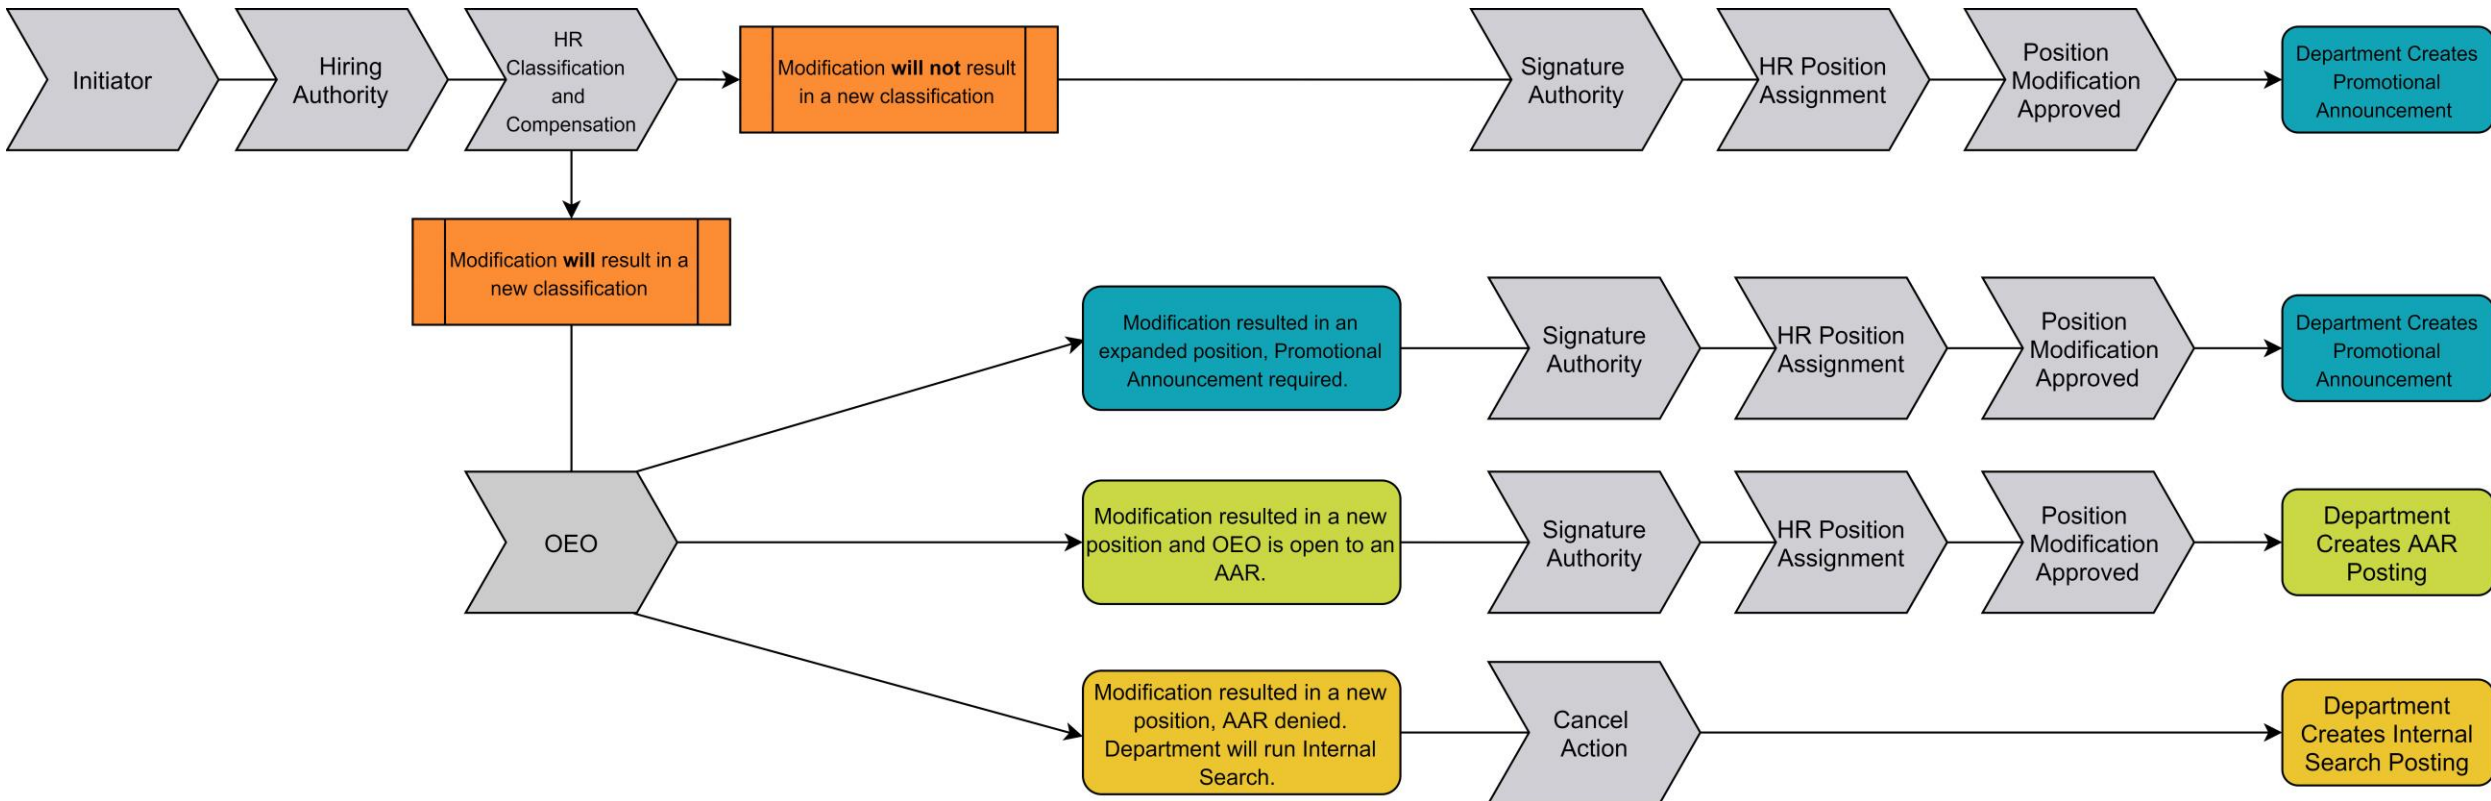 Initiator
Hiring
Authority
HR
Classification
and
Compensation
Modification will not result
in a new classification
Signature
Authority
HR Position
Assignment
Position
Modification
Approved
Department Creates
Promotional
Announcement
Modification will result in a
new classification
Modification resulted in an
expanded position, Promotional
Announcement required.
Signature
Authority
HR Position
Assignment
Position
Modification
Approved
Department Creates
Promotional
Announcement
OEO
Modification resulted in a new
position and OEO is open to an
AAR.
Signature
Authority
HR Position
Assignment
Position
Modification
Approved
Department
Creates AAR
Posting
Modification resulted in a new
position, AAR denied.
Department will run Internal
Search.
Cancel
Action
Department
Creates Internal
Search Posting